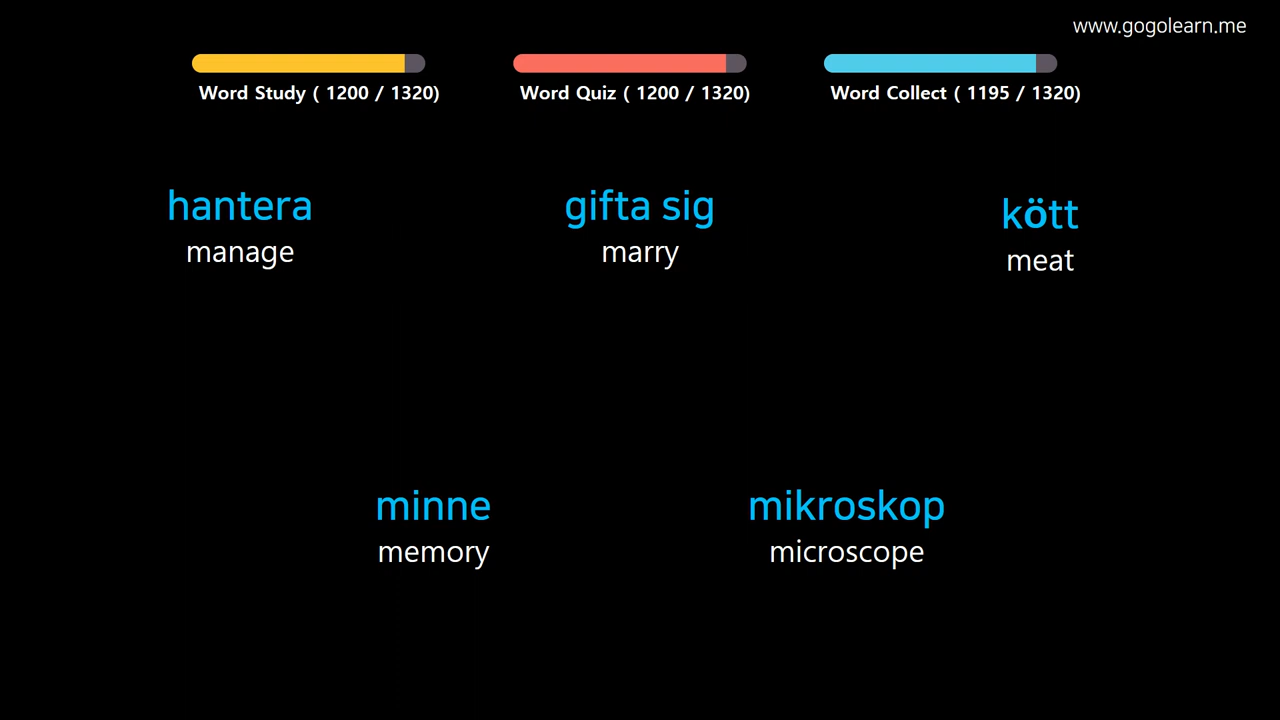 www.gogolearn.me
Word Study ( 1200 / 1320)
Word Quiz ( 1200 / 1320)
Word Collect ( 1195 / 1320)
hantera
manage
gifta sig
marry
kött
meat
minne
memory
mikroskop
microscope